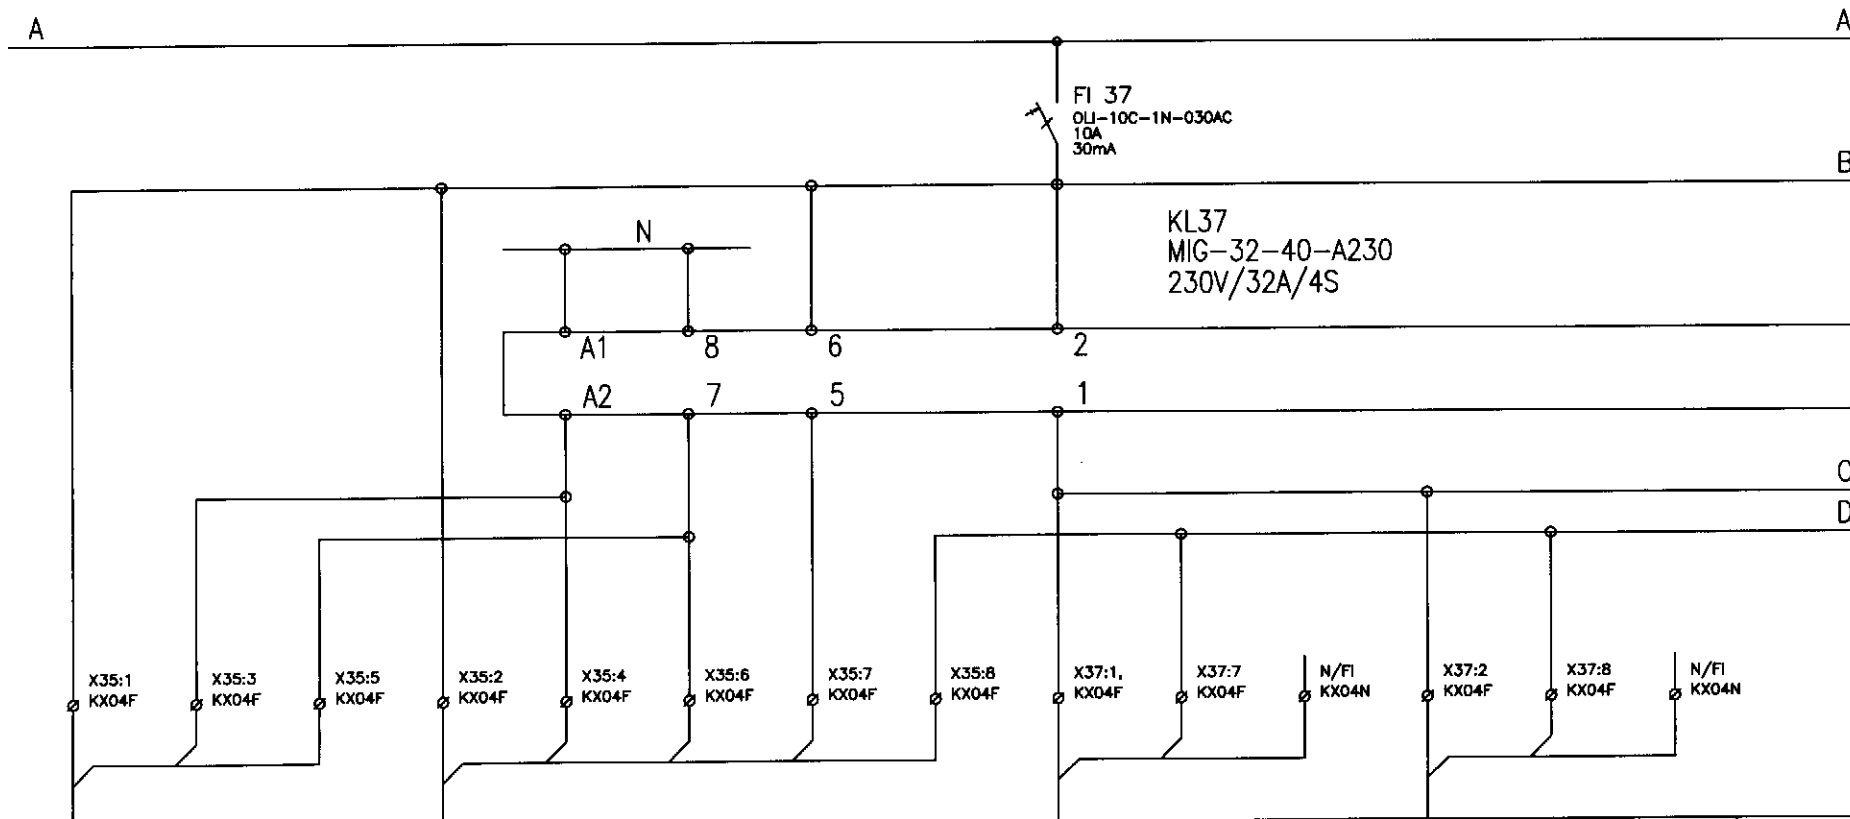 A
A
FI 37
OLI-10C-1N-030AC
10A
30mA
B
N
KL37
MIG-32-40-A230
230V/32A/4S
A1
8
6
2
A2
7
5
1
C
D
X35:1
KX04F
X35:3
KX04F
X35:5
KX04F
X35:2
KX04F
X35:4
KX04F
X35:6
KX04F
X35:7
KX04F
X35:8
KX04F
X37:1,
KX04F
X37:7
KX04F
N/FI
KX04N
X37:2
KX04F
X37:8
KX04F
N/FI
KX04N